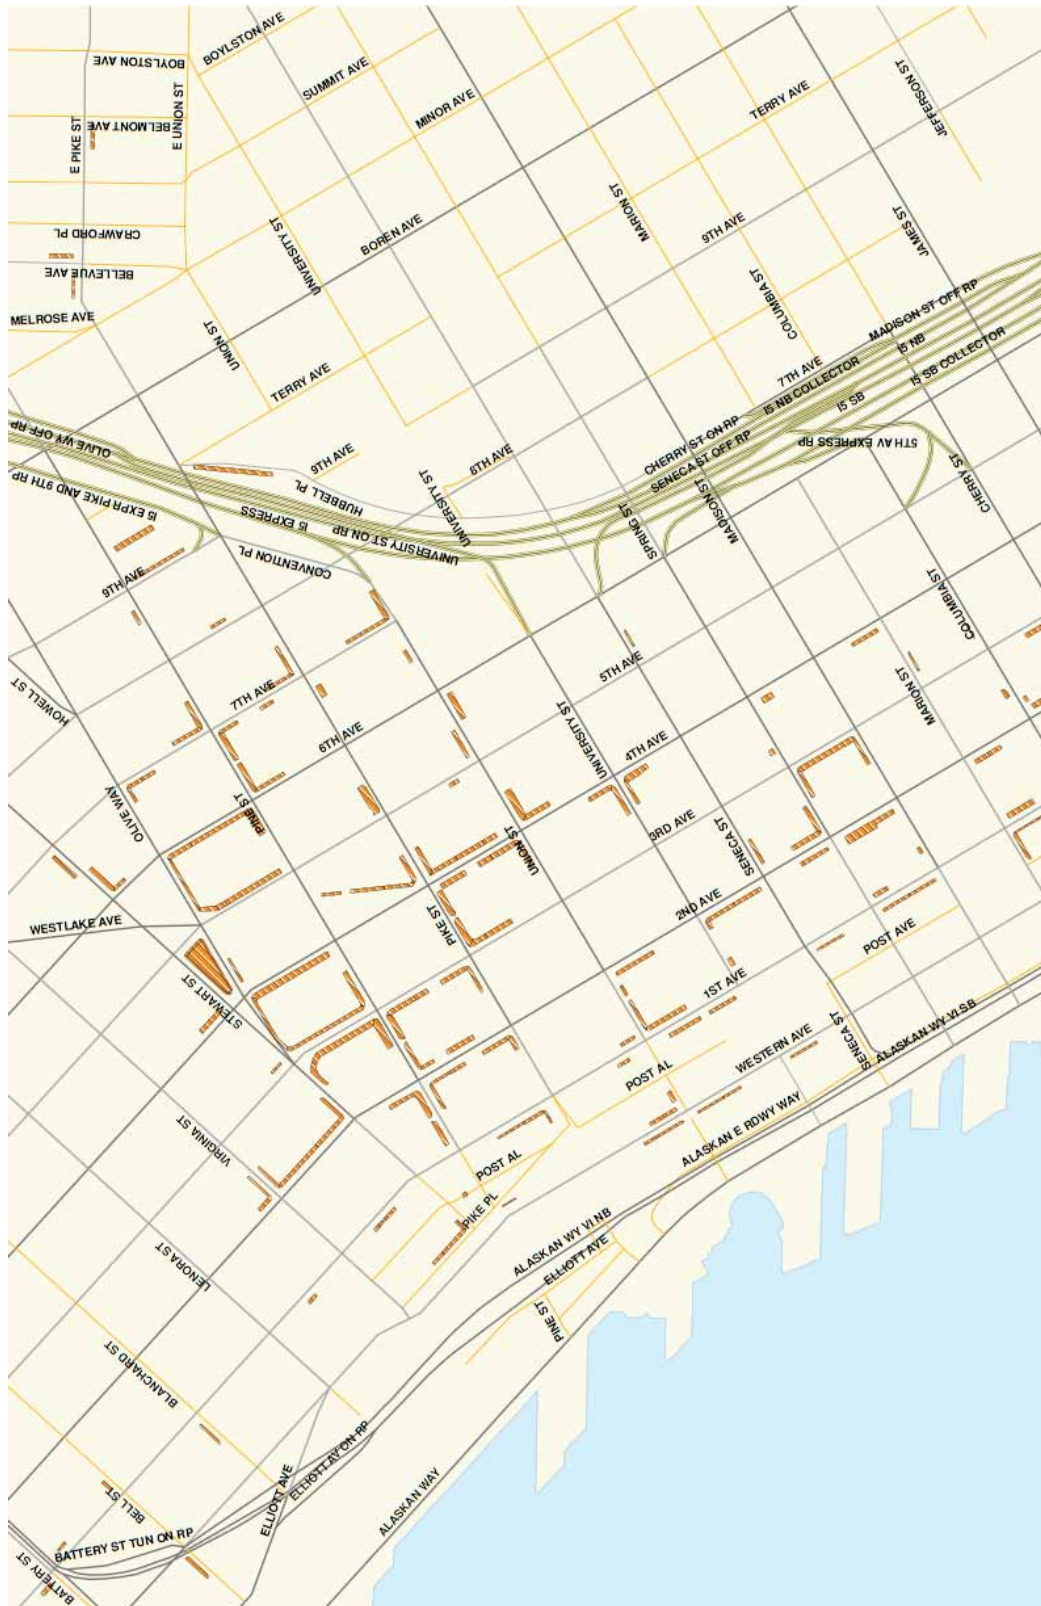 BOYLSTON AVE
BOYLSTON AVE
SUMMIT AVE
MINOR AVE
TERRY AVE
JEFFERSON ST
E UNION ST
BELMONT AVE
E PIKE ST
CRAWFORD PL
BELLEVUE AVE
MELROSE AVE
UNIVERSITY ST
BOREN AVE
MARION ST
9TH AVE
JAMES ST
UNION ST
COLUMBIA ST
MADISON ST OFF RP
I5 NB
I5 SB COLLECTOR
7TH AVE
I5 NB COLLECTOR
I5 SB
TERRY AVE
OLIVE WY OFF RP
CHERRY ST ON RP
SENECA ST OFF RP
5TH AV EXPRESS RP
9TH AVE
8TH AVE
HUBBELL PL
UNIVERSITY ST
CHERRY ST
I5 EXPR PIKE AND 9TH RP
I5 EXPRESS
UNIVERSITY ST ON RP
MADISON ST
SPRING ST
CONVENTION PL
9TH AVE
COLUMBIA ST
HOWELL ST
7TH AVE
6TH AVE
5TH AVE
UNIVERSITY ST
4TH AVE
MARION ST
OLIVE WAY
PINE ST
3RD AVE
SENECA ST
UNION ST
WESTLAKE AVE
PIKE ST
2ND AVE
POST AVE
STEWART ST
1ST AVE
WESTERN AVE
SENECA ST
ALASKAN WY VI SB
POST AL
VIRGINIA ST
ALASKAN E RDWY WAY
POST AL
PIKE PL
ALASKAN WY VI NB
ELLIOTT AVE
LENORA ST
PINE ST
BLANCHARD ST
ELLIOTT AV ON RP
BELL ST
ELLIOTT AVE
ALASKAN WAY
BATTERY ST TUN ON RP
BATTERY ST